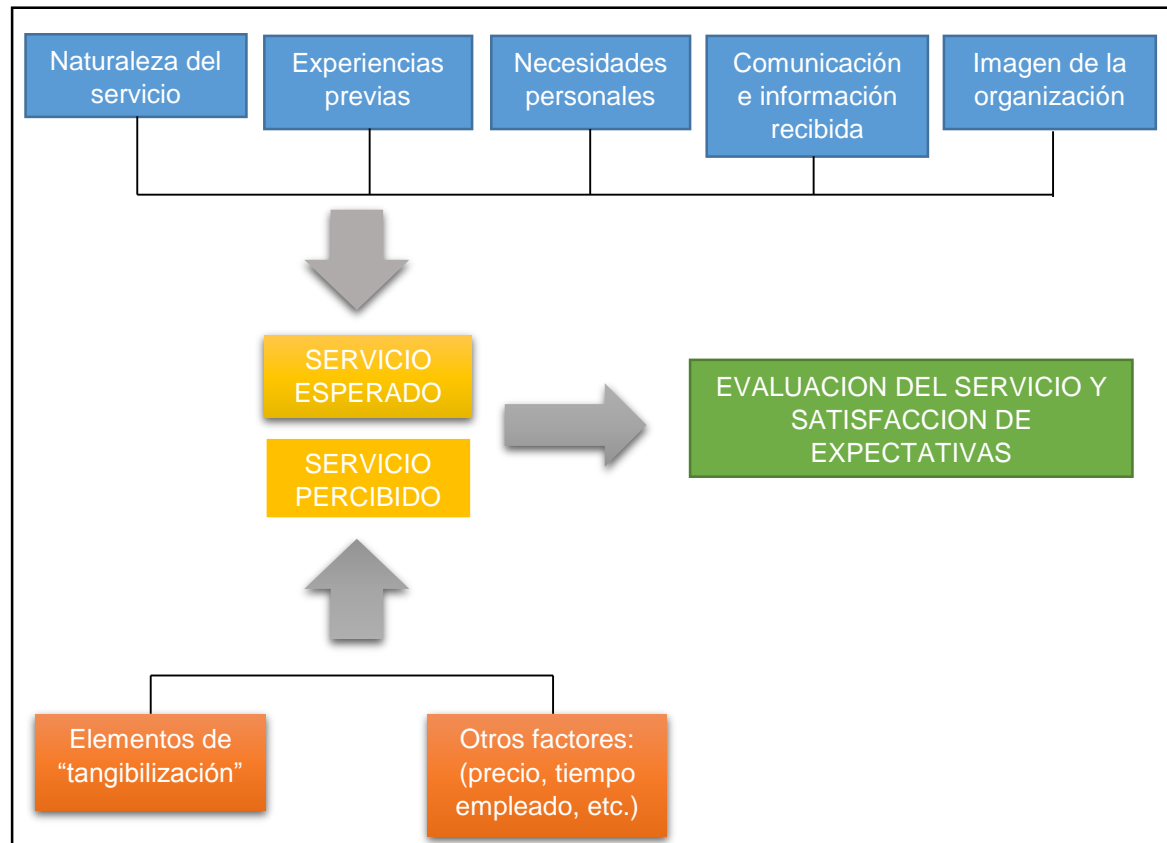 Naturaleza del
servicio
Experiencias
previas
Necesidades
personales
Comunicación
e información
recibida
Imagen de la
organización
SERVICIO
ESPERADO
SERVICIO
PERCIBIDO
EVALUACION DEL SERVICIO Y
SATISFACCION DE
EXPECTATIVAS
Elementos de
“tangibilización”
Otros factores:
(precio, tiempo
empleado, etc.)